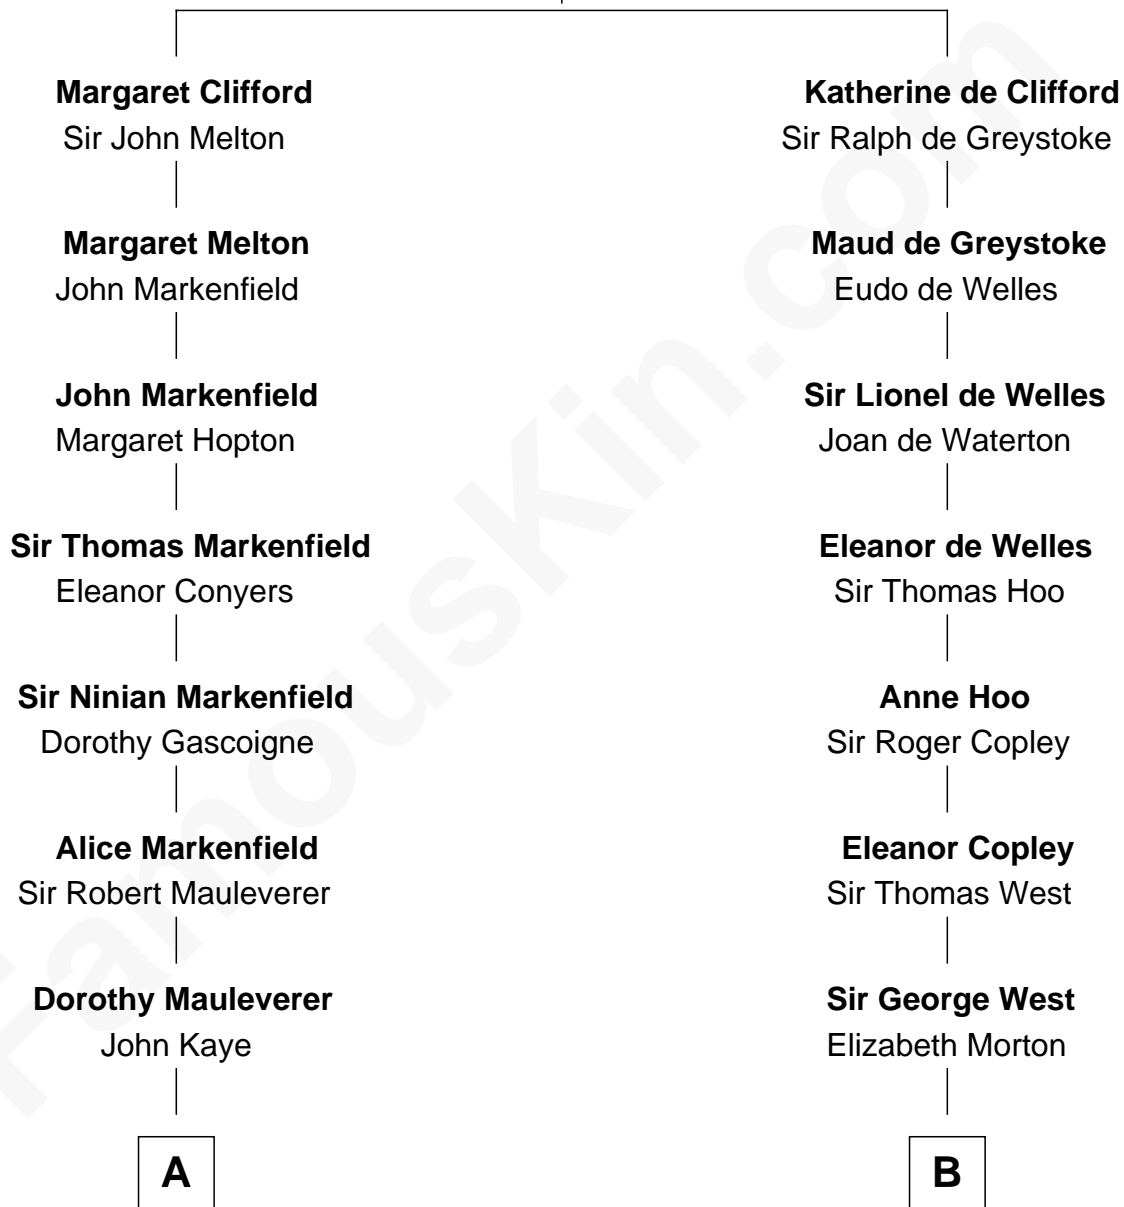 Margaret Clifford
Sir John Melton
Katherine de Clifford
Sir Ralph de Greystoke
Margaret Melton
John Markenfield
Maud de Greystoke
Eudo de Welles
John Markenfield
Margaret Hopton
Sir Lionel de Welles
Joan de Waterton
Sir Thomas Markenfield
Eleanor Conyers
Eleanor de Welles
Sir Thomas Hoo
Sir Ninian Markenfield
Dorothy Gascoigne
Anne Hoo
Sir Roger Copley
Alice Markenfield
Sir Robert Mauleverer
Eleanor Copley
Sir Thomas West
Dorothy Mauleverer
John Kaye
Sir George West
Elizabeth Morton
A
B
FamousKin.com